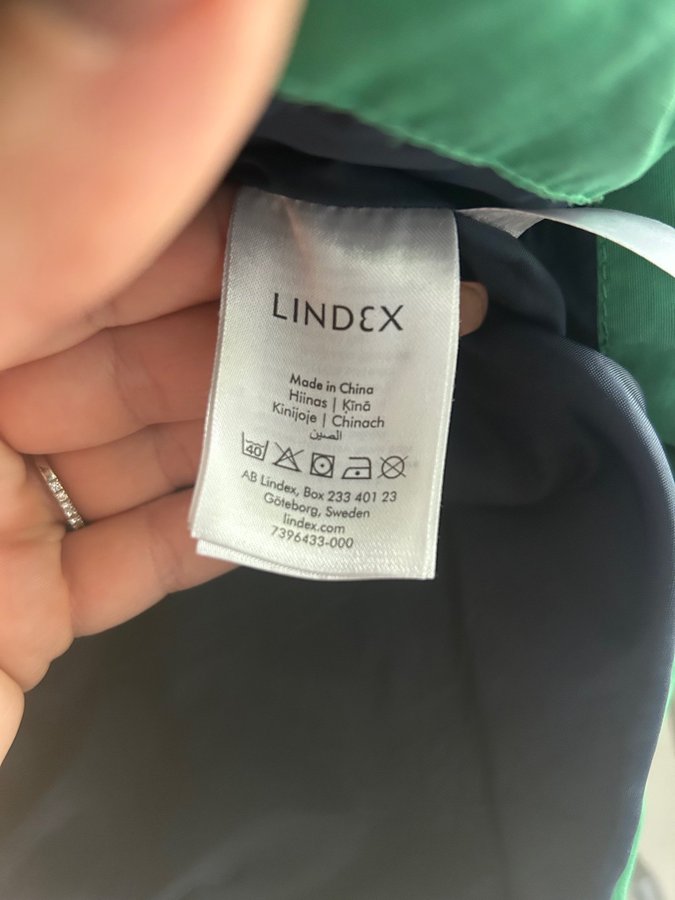 LINDEX
Made in China
Hiinas | Ķīnā
Kinijoje | Chinach
الصين
40
AB Lindex, Box 233 401 23
Göteborg, Sweden
lindex.com
7396433-000